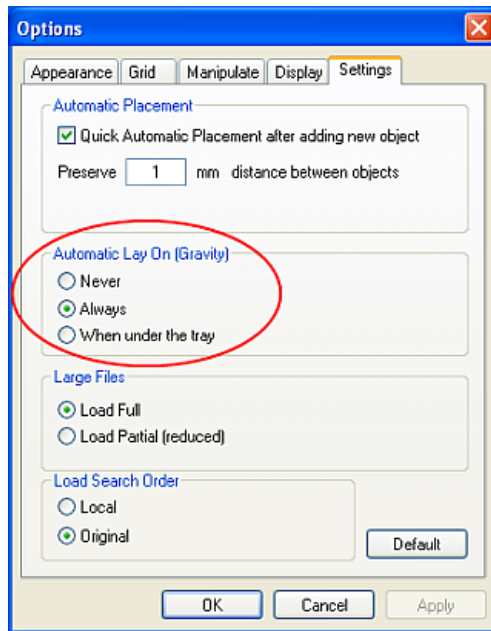 Options
Appearance Grid Manipulate Display Settings
Automatic Placement
Quick Automatic Placement after adding new object
Preserve 1 mm distance between objects
Automatic Lay On (Gravity)
Never
Always
When under the tray
Large Files
Load Full
Load Partial (reduced)
Load Search Order
Local
Original
Default
OK Cancel Apply